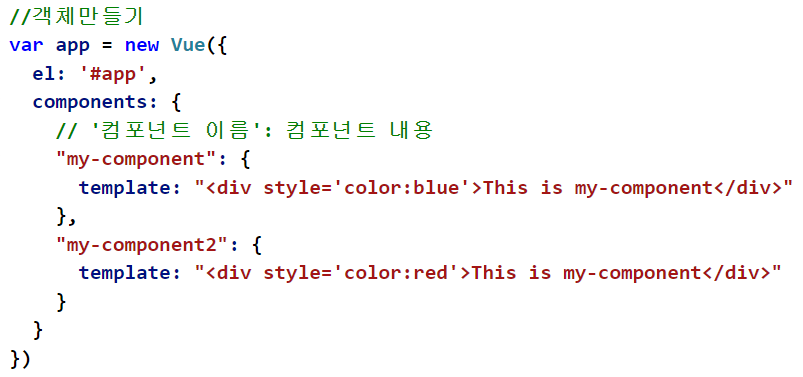 //객체만들기
var app = new Vue({
  el: '#app',
  components: {
    // '컴포넌트 이름': 컴포넌트 내용
    "my-component": {
      template: "<div style='color:blue'>This is my-component</div>"
    },
    "my-component2": {
      template: "<div style='color:red'>This is my-component</div>"
    }
  }
})